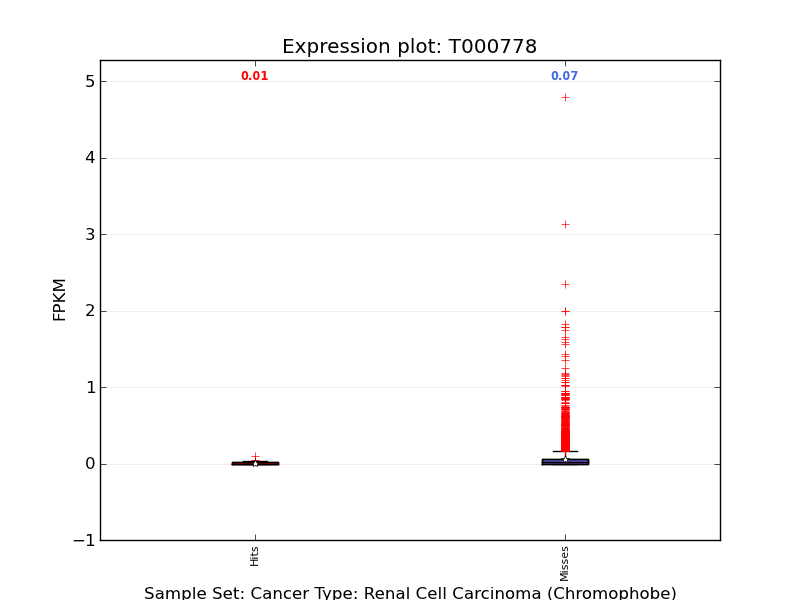 Expression plot: T000778
0.01
0.07
5
4
3
2
1
0
−1
FPKM
Hits
Misses
Sample Set: Cancer Type: Renal Cell Carcinoma (Chromophobe)